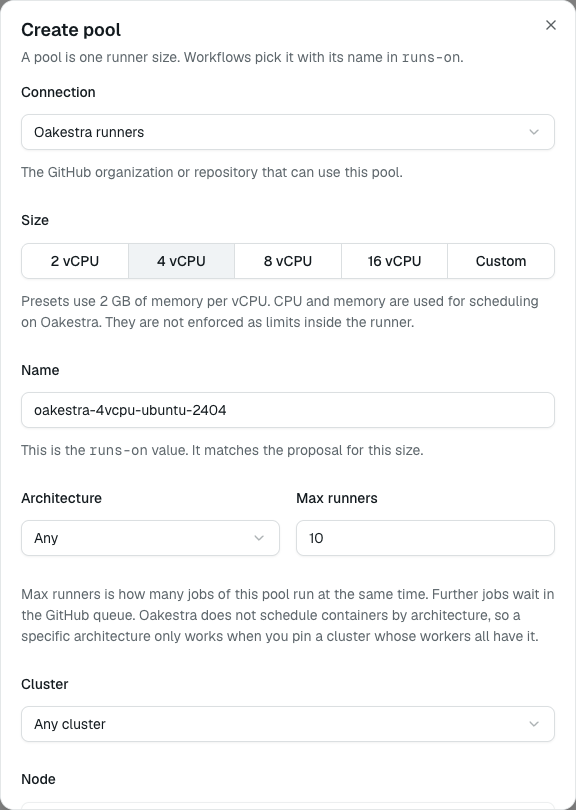 Create pool
A pool is one runner size. Workflows pick it with its name in runs-on.
Connection
Oakestra runners
The GitHub organization or repository that can use this pool.
Size
2 vCPU 4 vCPU 8 vCPU 16 vCPU Custom
Presets use 2 GB of memory per vCPU. CPU and memory are used for scheduling
on Oakestra. They are not enforced as limits inside the runner.
Name
oakestra-4vcpu-ubuntu-2404
This is the runs-on value. It matches the proposal for this size.
Architecture Max runners
Any 10
Max runners is how many jobs of this pool run at the same time. Further jobs wait in
the GitHub queue. Oakestra does not schedule containers by architecture, so a
specific architecture only works when you pin a cluster whose workers all have it.
Cluster
Any cluster
Node